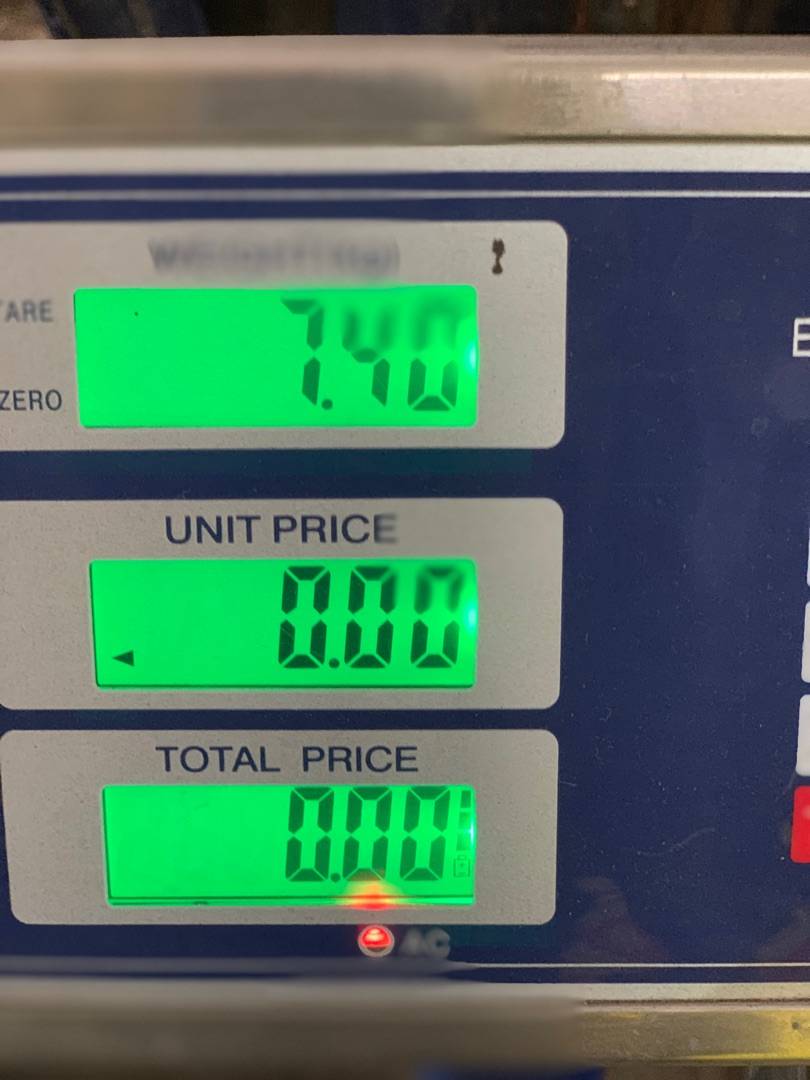 TARE
7.40
ZERO
UNIT PRICE
0.00
TOTAL PRICE
0.00
AC